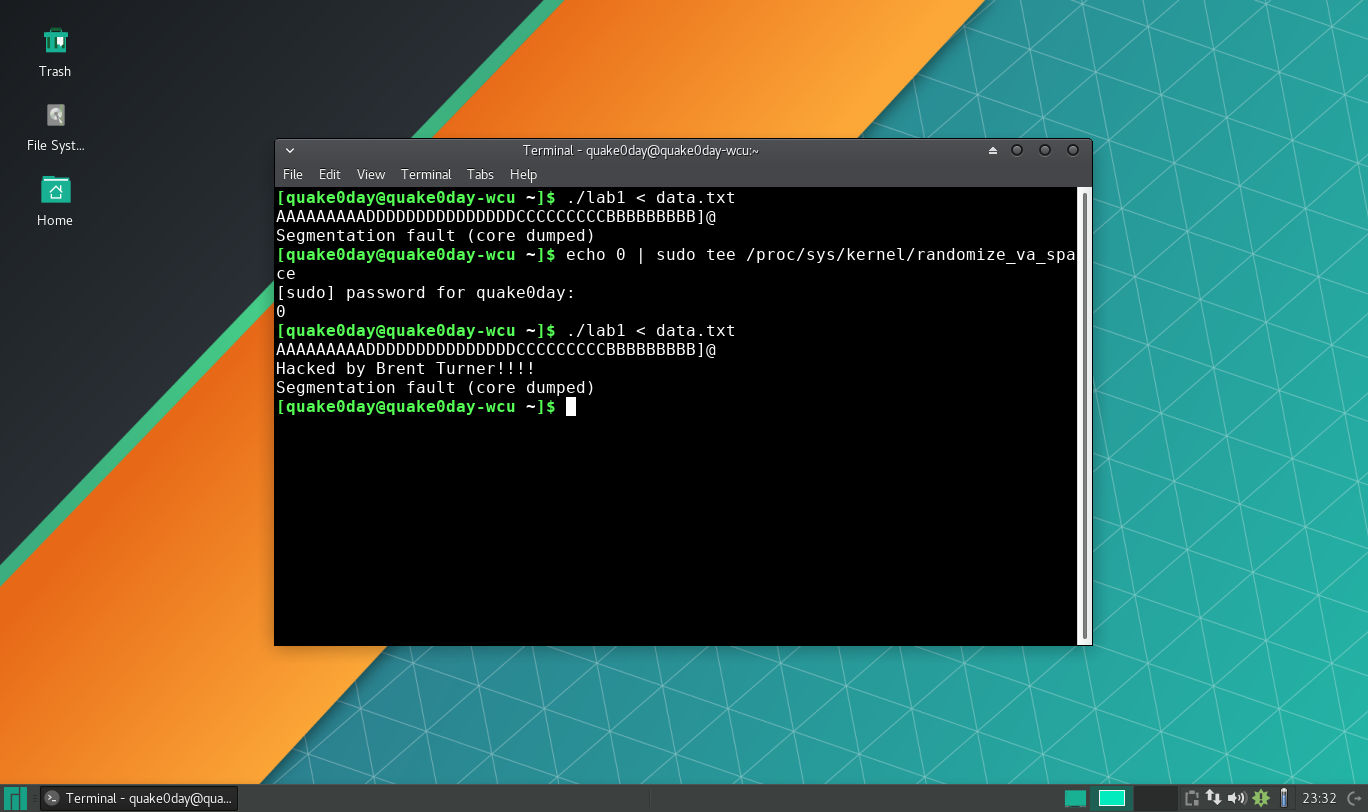 Trash
File Syst...
Home
Terminal - quake0day@quake0day-wcu:~
File Edit View Terminal Tabs Help
[quake0day@quake0day-wcu ~]$ ./lab1 < data.txt
AAAAAAAAADDDDDDDDDDDDDDDCCCCCCCCCBBBBBBBBB]@
Segmentation fault (core dumped)
[quake0day@quake0day-wcu ~]$ echo 0 | sudo tee /proc/sys/kernel/randomize_va_spa
ce
[sudo] password for quake0day:
0
[quake0day@quake0day-wcu ~]$ ./lab1 < data.txt
AAAAAAAAADDDDDDDDDDDDDDDCCCCCCCCCBBBBBBBBB]@
Hacked by Brent Turner!!!!
Segmentation fault (core dumped)
[quake0day@quake0day-wcu ~]$
Terminal - quake0day@qua...
23:32